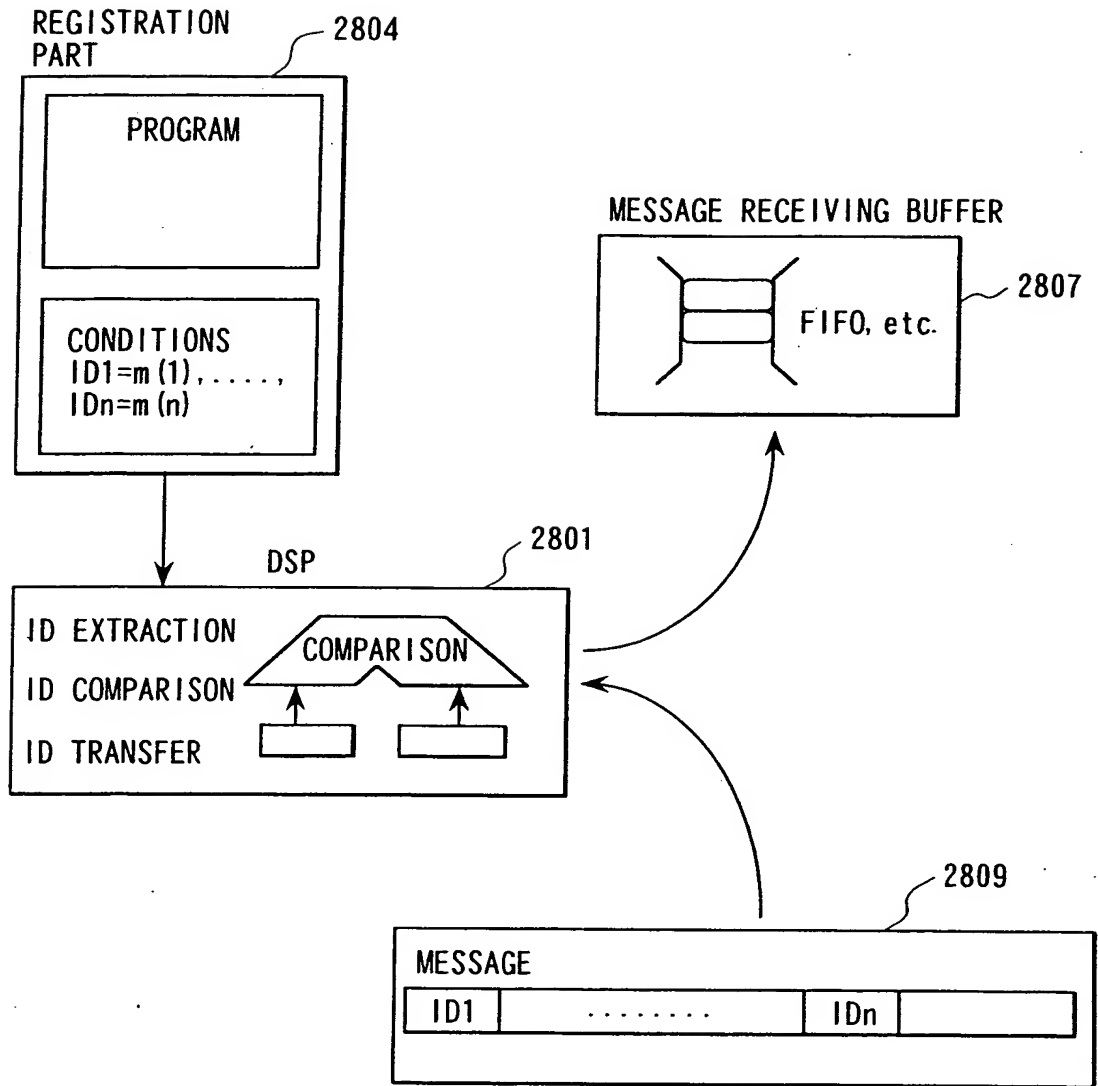 REGISTRATION
PART
2804
PROGRAM
CONDITIONS
ID1=m(1),.....,
IDn=m(n)
MESSAGE RECEIVING BUFFER
2807
FIFO, etc.
DSP
2801
ID EXTRACTION
COMPARISON
ID COMPARISON
ID TRANSFER
2809
MESSAGE
ID1
........
IDn